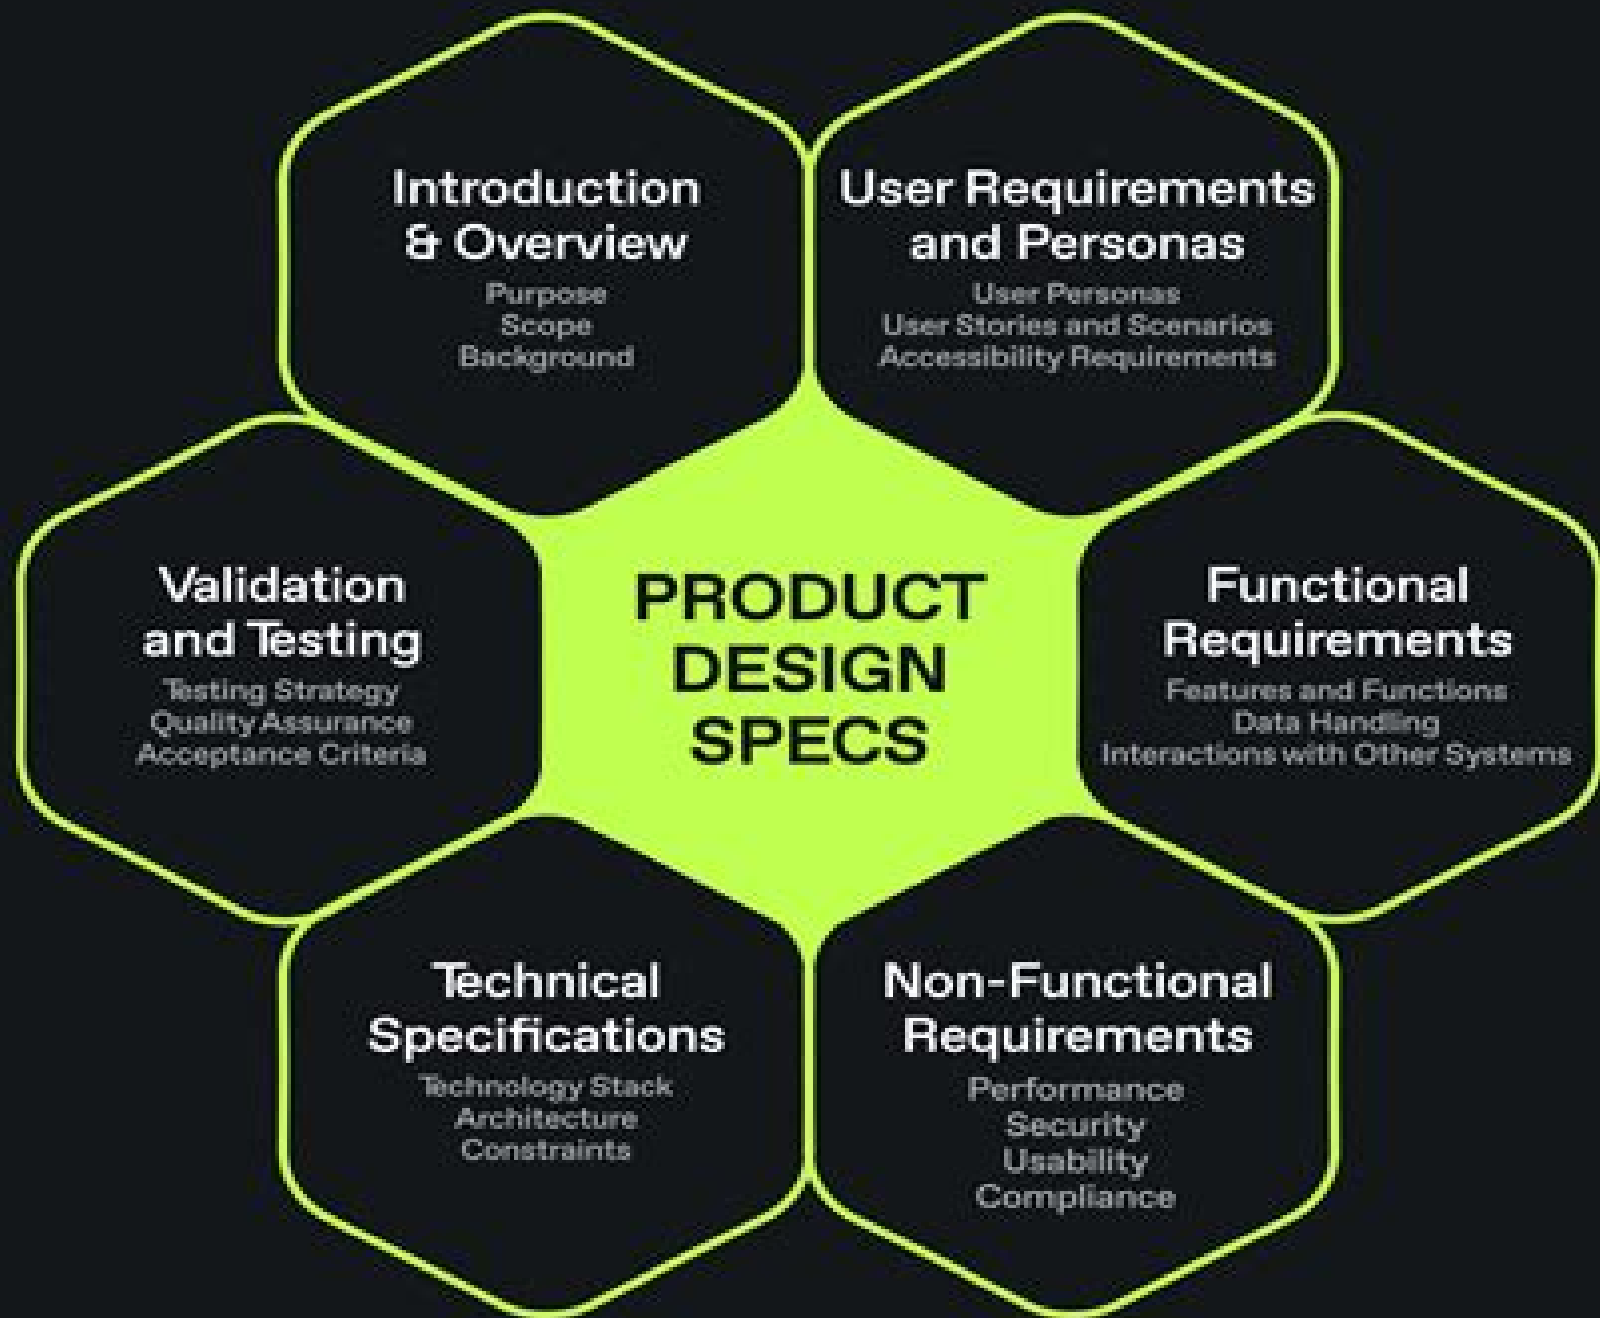 Introduction
& Overview
Purpose
Scope
Background
User Requirements
and Personas
User Personas
User Stories and Scenarios
Accessibility Requirements
Validation
and Testing
Testing Strategy
Quality Assurance
Acceptance Criteria
PRODUCT
DESIGN
SPECS
Functional
Requirements
Features and Functions
Data Handling
Interactions with Other Systems
Technical
Specifications
Technology Stack
Architecture
Constraints
Non-Functional
Requirements
Performance
Security
Usability
Compliance